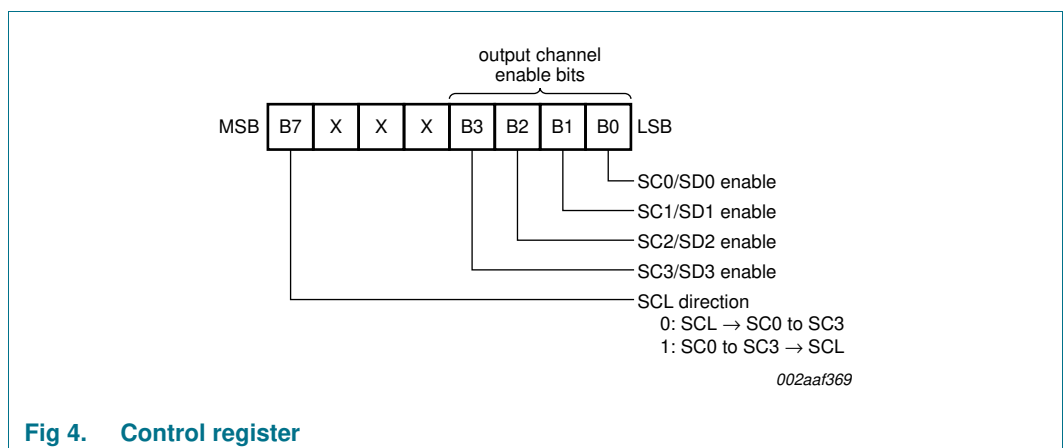 output channel
enable bits
MSB B7 X X X B3 B2 B1 B0 LSB
SC0/SD0 enable
SC1/SD1 enable
SC2/SD2 enable
SC3/SD3 enable
SCL direction
0: SCL → SC0 to SC3
1: SC0 to SC3 → SCL
002aaf369
Fig 4. Control register